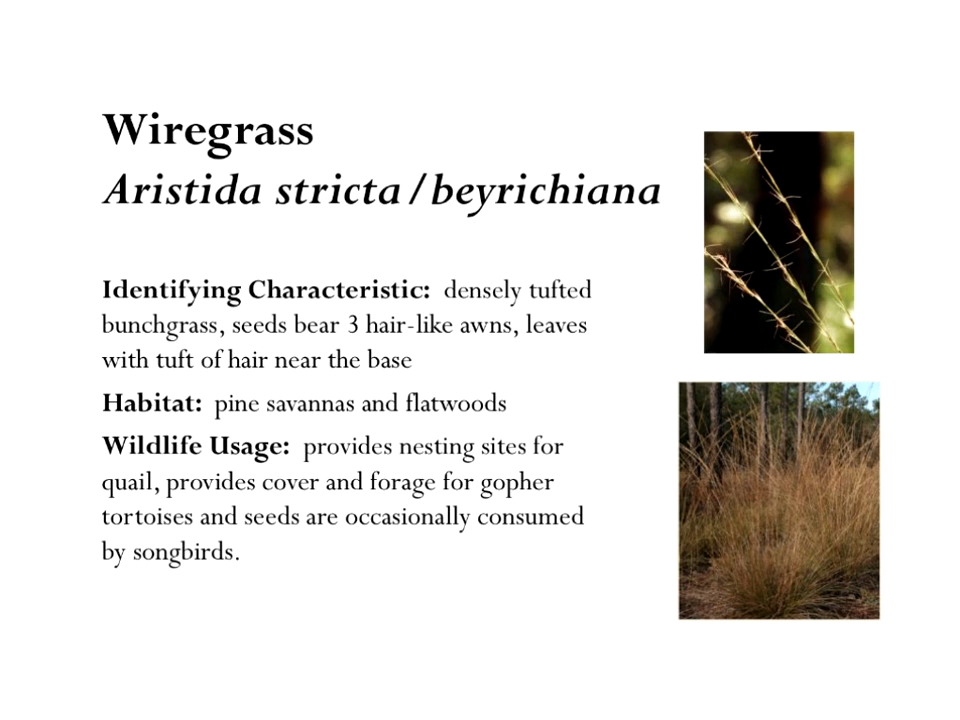 Wiregrass
Aristida stricta/beyrichiana
Identifying Characteristic: densely tufted
bunchgrass, seeds bear 3 hair-like awns, leaves
with tuft of hair near the base
Habitat: pine savannas and flatwoods
Wildlife Usage: provides nesting sites for
quail, provides cover and forage for gopher
tortoises and seeds are occasionally consumed
by songbirds.